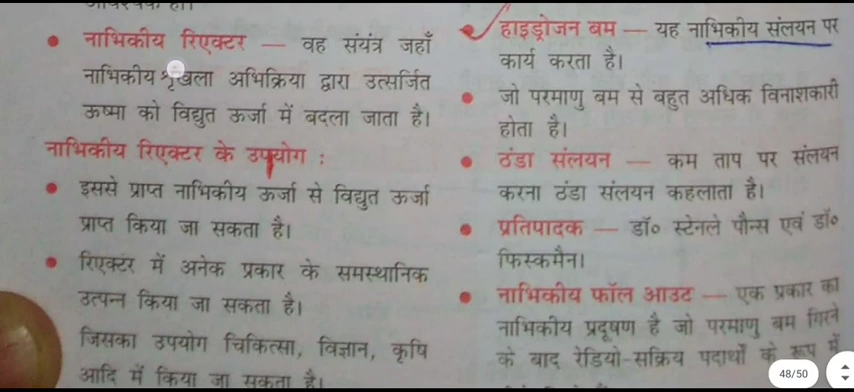 नाभिकीय रिएक्टर — वह संयंत्र जहाँ
नाभिकीय शृंखला अभिक्रिया द्वारा उत्सर्जित
ऊष्मा को विद्युत ऊर्जा में बदला जाता है।
नाभिकीय रिएक्टर के उपयोग :
इससे प्राप्त नाभिकीय ऊर्जा से विद्युत ऊर्जा
प्राप्त किया जा सकता है।
रिएक्टर में अनेक प्रकार के समस्थानिक
उत्पन्न किया जा सकता है।
जिसका उपयोग चिकित्सा, विज्ञान, कृषि
आदि में किया जा सकता है।
हाइड्रोजन बम — यह नाभिकीय संलयन पर
कार्य करता है।
जो परमाणु बम से बहुत अधिक विनाशकारी
होता है।
ठंडा संलयन — कम ताप पर संलयन
करना ठंडा संलयन कहलाता है।
प्रतिपादक — डॉ० स्टेनले पौन्स एवं डॉ०
फिस्कमैन।
नाभिकीय फॉल आउट — एक प्रकार का
नाभिकीय प्रदूषण है जो परमाणु बम गिरने
के बाद रेडियो-सक्रिय पदार्थों के रूप में
48/50